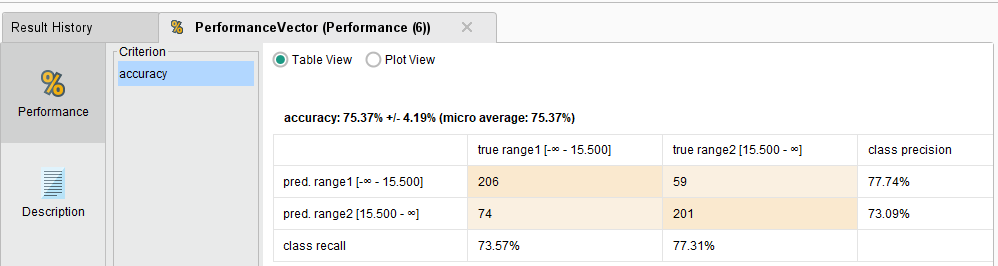 Result History
% PerformanceVector (Performance (6)) ×
Criterion
accuracy
%
Performance
Description
Table View Plot View
accuracy: 75.37% +/- 4.19% (micro average: 75.37%)
true range1 [-∞ - 15.500] true range2 [15.500 - ∞] class precision
pred. range1 [-∞ - 15.500] 206 59 77.74%
pred. range2 [15.500 - ∞] 74 201 73.09%
class recall 73.57% 77.31%